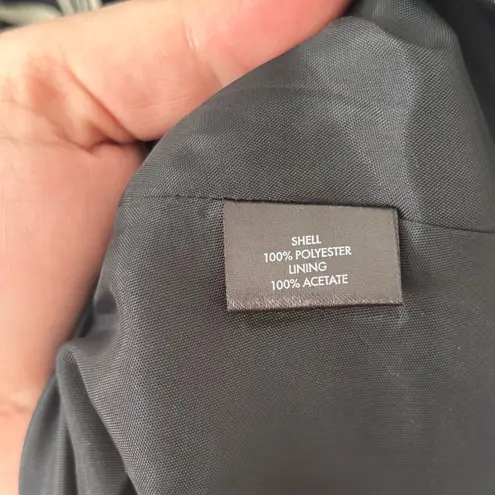 SHELL
100% POLYESTER
LINING
100% ACETATE